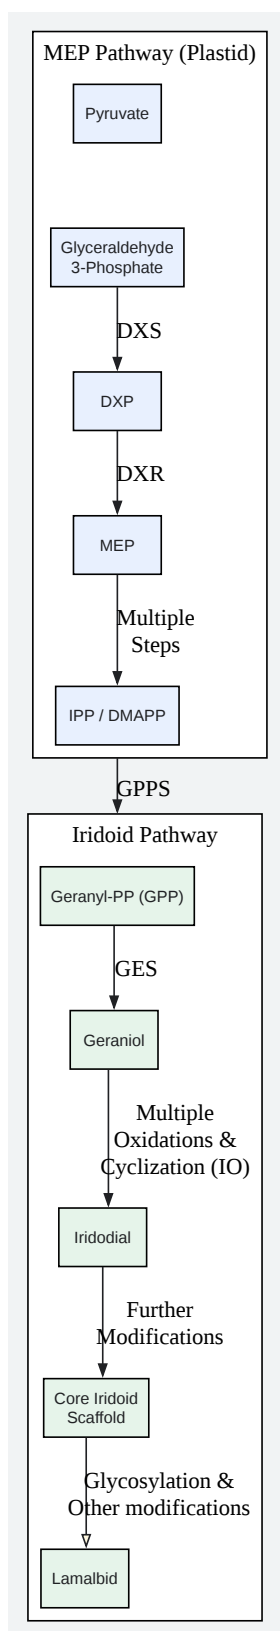 MEP Pathway (Plastid)
Pyruvate
Glyceraldehyde
3-Phosphate
DXS
DXP
DXR
MEP
Multiple
Steps
IPP / DMAPP
GPPS
Iridoid Pathway
Geranyl-PP (GPP)
GES
Geraniol
Multiple
Oxidations &
Cyclization (IO)
Iridodial
Further
Modifications
Core Iridoid
Scaffold
Glycosylation &
Other modifications
Lamalbid